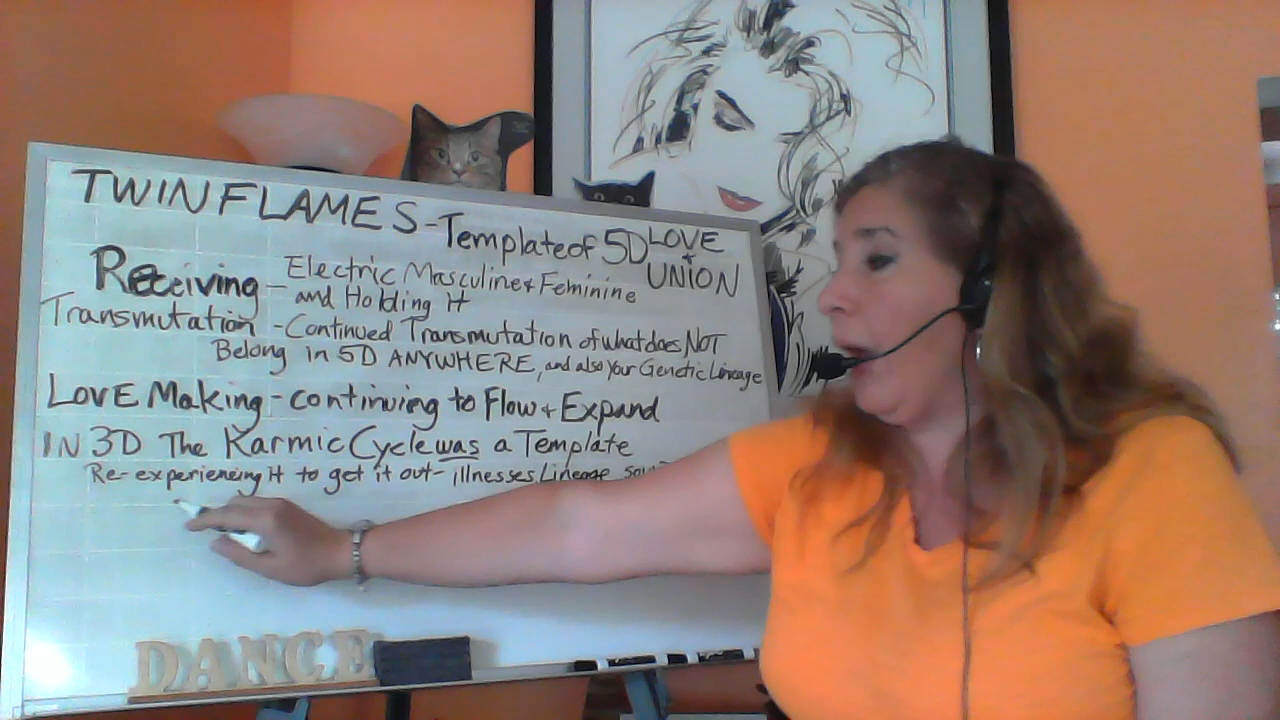 TWIN FLAMES - Template of 5D LOVE + UNION
Receiving - Electric Masculine + Feminine
- and Holding It
Transmutation - Continued Transmutation of what does NOT
Belong in 5D ANYWHERE, and also your Genetic Lineage
LOVE Making - continuing to Flow + Expand
IN 3D The Karmic Cycle was a Template
Re-experiencing It to get it out - illnesses, Lineage
DANCE